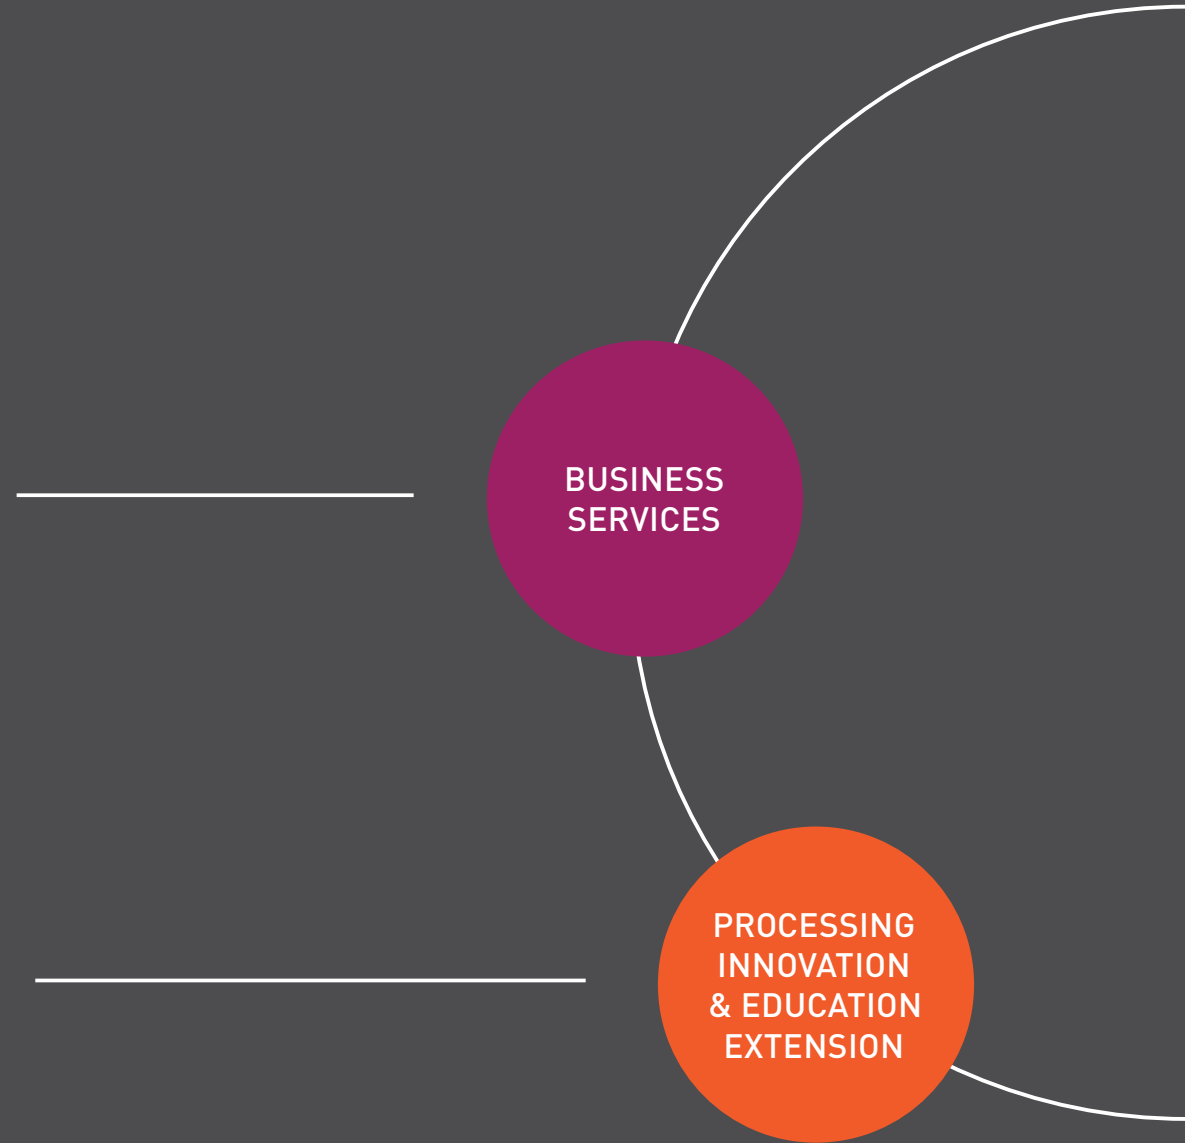 BUSINESS
SERVICES
PROCESSING
INNOVATION
& EDUCATION
EXTENSION